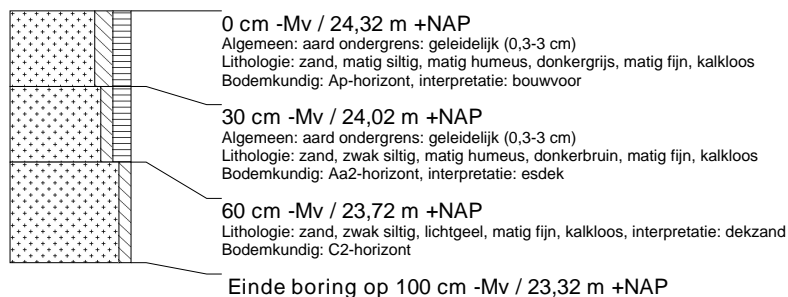 0 cm -Mv / 24,32 m +NAP
Algemeen: aard ondergrens: geleidelijk (0,3-3 cm)
Lithologie: zand, matig siltig, matig humeus, donkergrijs, matig fijn, kalkloos
Bodemkundig: Ap-horizont, interpretatie: bouwvoor
30 cm -Mv / 24,02 m +NAP
Algemeen: aard ondergrens: geleidelijk (0,3-3 cm)
Lithologie: zand, zwak siltig, matig humeus, donkerbruin, matig fijn, kalkloos
Bodemkundig: Aa2-horizont, interpretatie: esdek
60 cm -Mv / 23,72 m +NAP
Lithologie: zand, zwak siltig, lichtgeel, matig fijn, kalkloos, interpretatie: dekzand
Bodemkundig: C2-horizont
Einde boring op 100 cm -Mv / 23,32 m +NAP